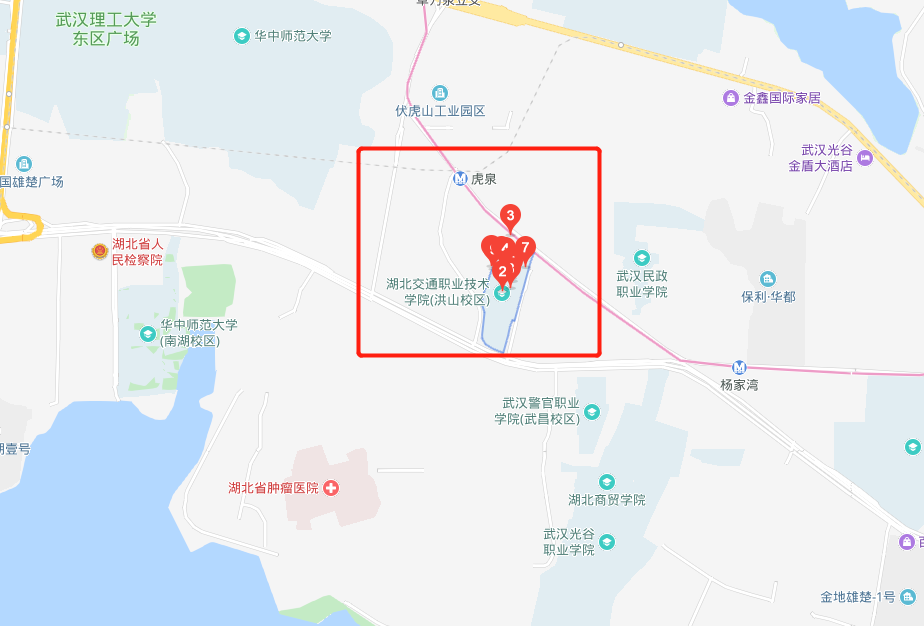 武汉理工大学
东区广场
华中师范大学
伏虎山工业园区
金鑫国际家居
武汉光谷
金盾大酒店
国雄楚广场
虎泉
3
4
7
2
湖北省人
民检察院
湖北交通职业技术
学院(洪山校区)
武汉民政
职业学院
保利·华都
华中师范大学
(南湖校区)
杨家湾
武汉警官职业
学院(武昌校区)
壹号
湖北省肿瘤医院
湖北商贸学院
武汉光谷
职业学院
金地雄楚-1号